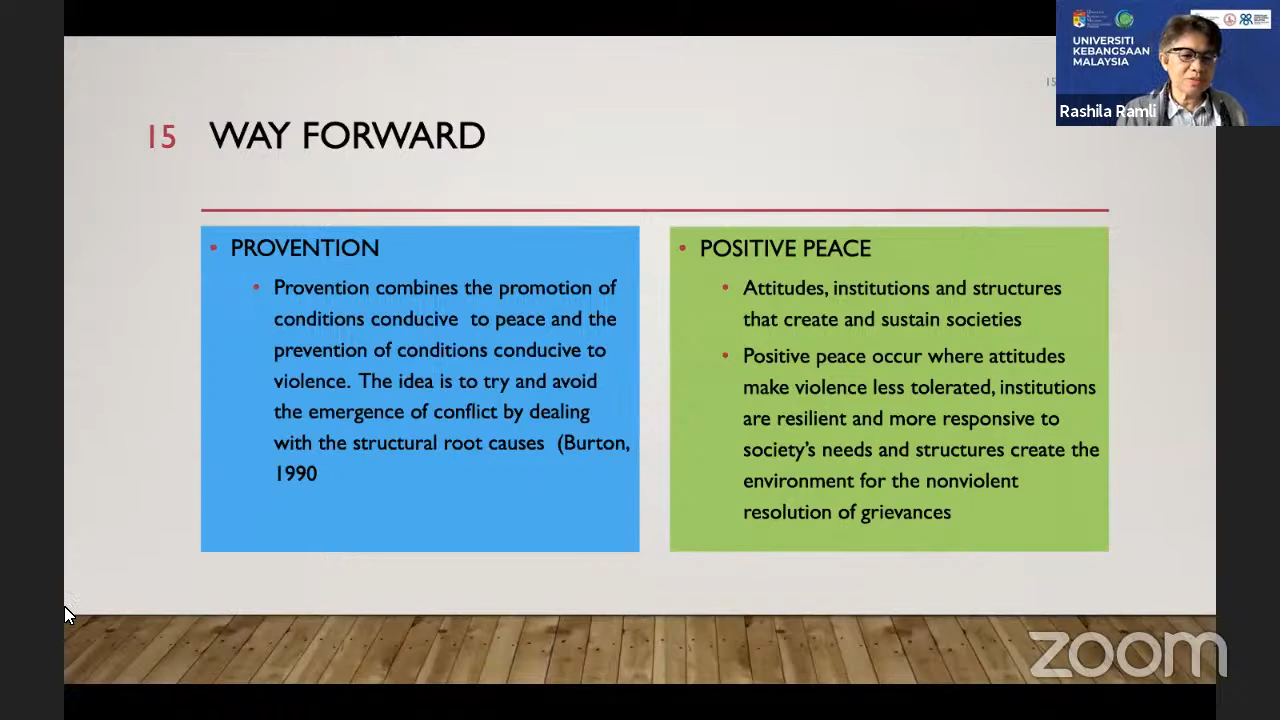 UNIVERSITI
KEBANGSAAN
MALAYSIA
Rashila Ramli
15
15 WAY FORWARD
• PROVENTION
• Provention combines the promotion of
conditions conducive to peace and the
prevention of conditions conducive to
violence. The idea is to try and avoid
the emergence of conflict by dealing
with the structural root causes (Burton,
1990
• POSITIVE PEACE
• Attitudes, institutions and structures
that create and sustain societies
• Positive peace occur where attitudes
make violence less tolerated, institutions
are resilient and more responsive to
society's needs and structures create the
environment for the nonviolent
resolution of grievances
zoom